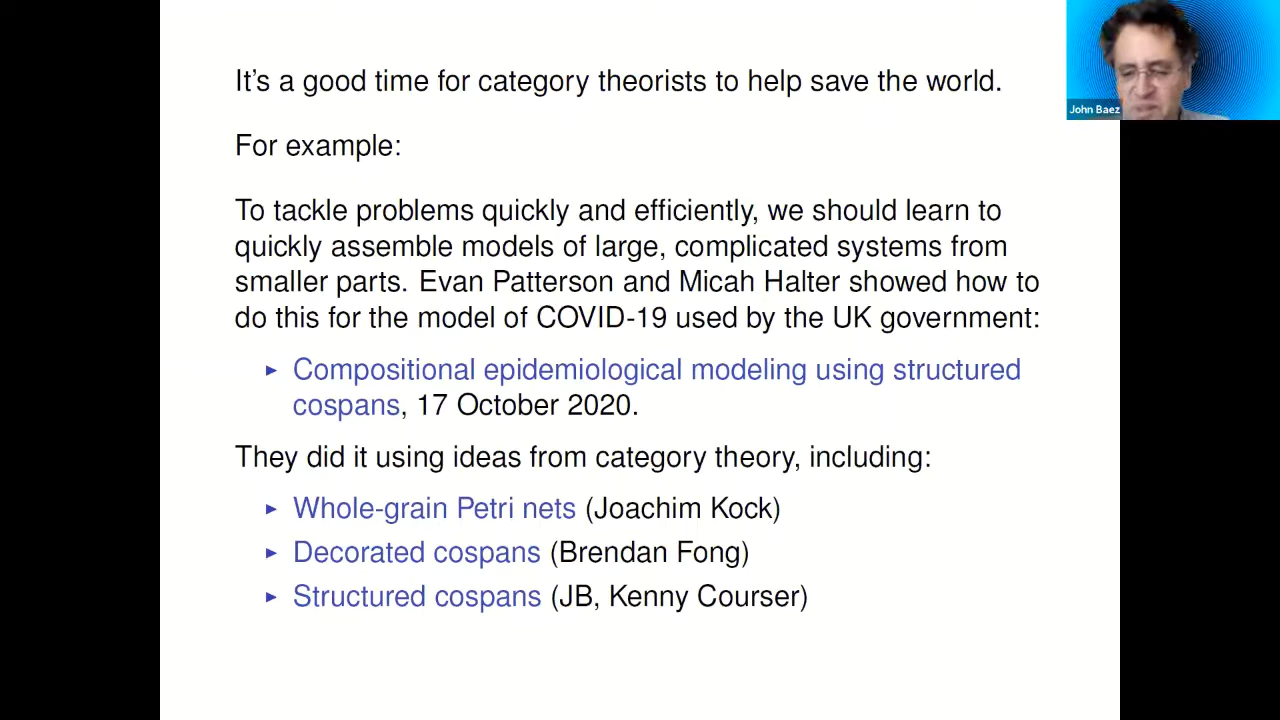 It's a good time for category theorists to help save the world.
John Baez
For example:
To tackle problems quickly and efficiently, we should learn to
quickly assemble models of large, complicated systems from
smaller parts. Evan Patterson and Micah Halter showed how to
do this for the model of COVID-19 used by the UK government:
▸ Compositional epidemiological modeling using structured
cospans, 17 October 2020.
They did it using ideas from category theory, including:
▸ Whole-grain Petri nets (Joachim Kock)
▸ Decorated cospans (Brendan Fong)
▸ Structured cospans (JB, Kenny Courser)